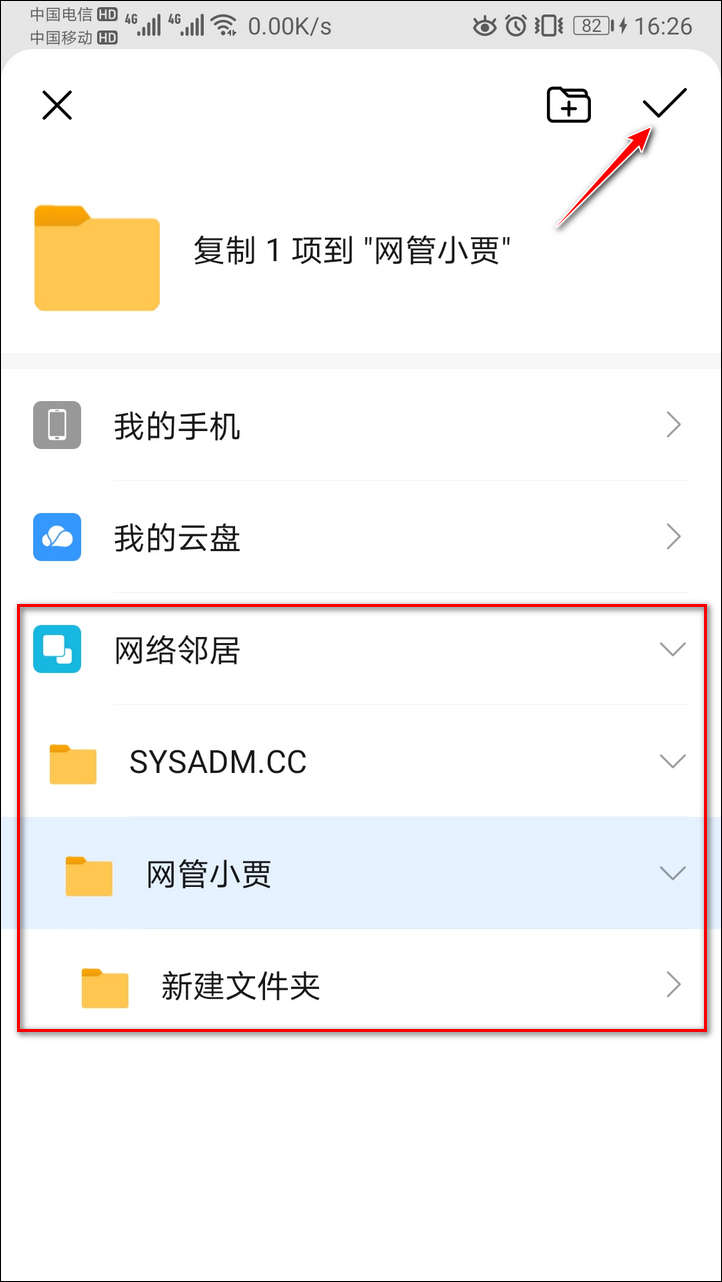 中国电信 HD 4G 4G 0.00K/s 82 16:26
中国移动 HD
复制 1 项到 "网管小贾"
我的手机
我的云盘
网络邻居
SYSADM.CC
网管小贾
新建文件夹